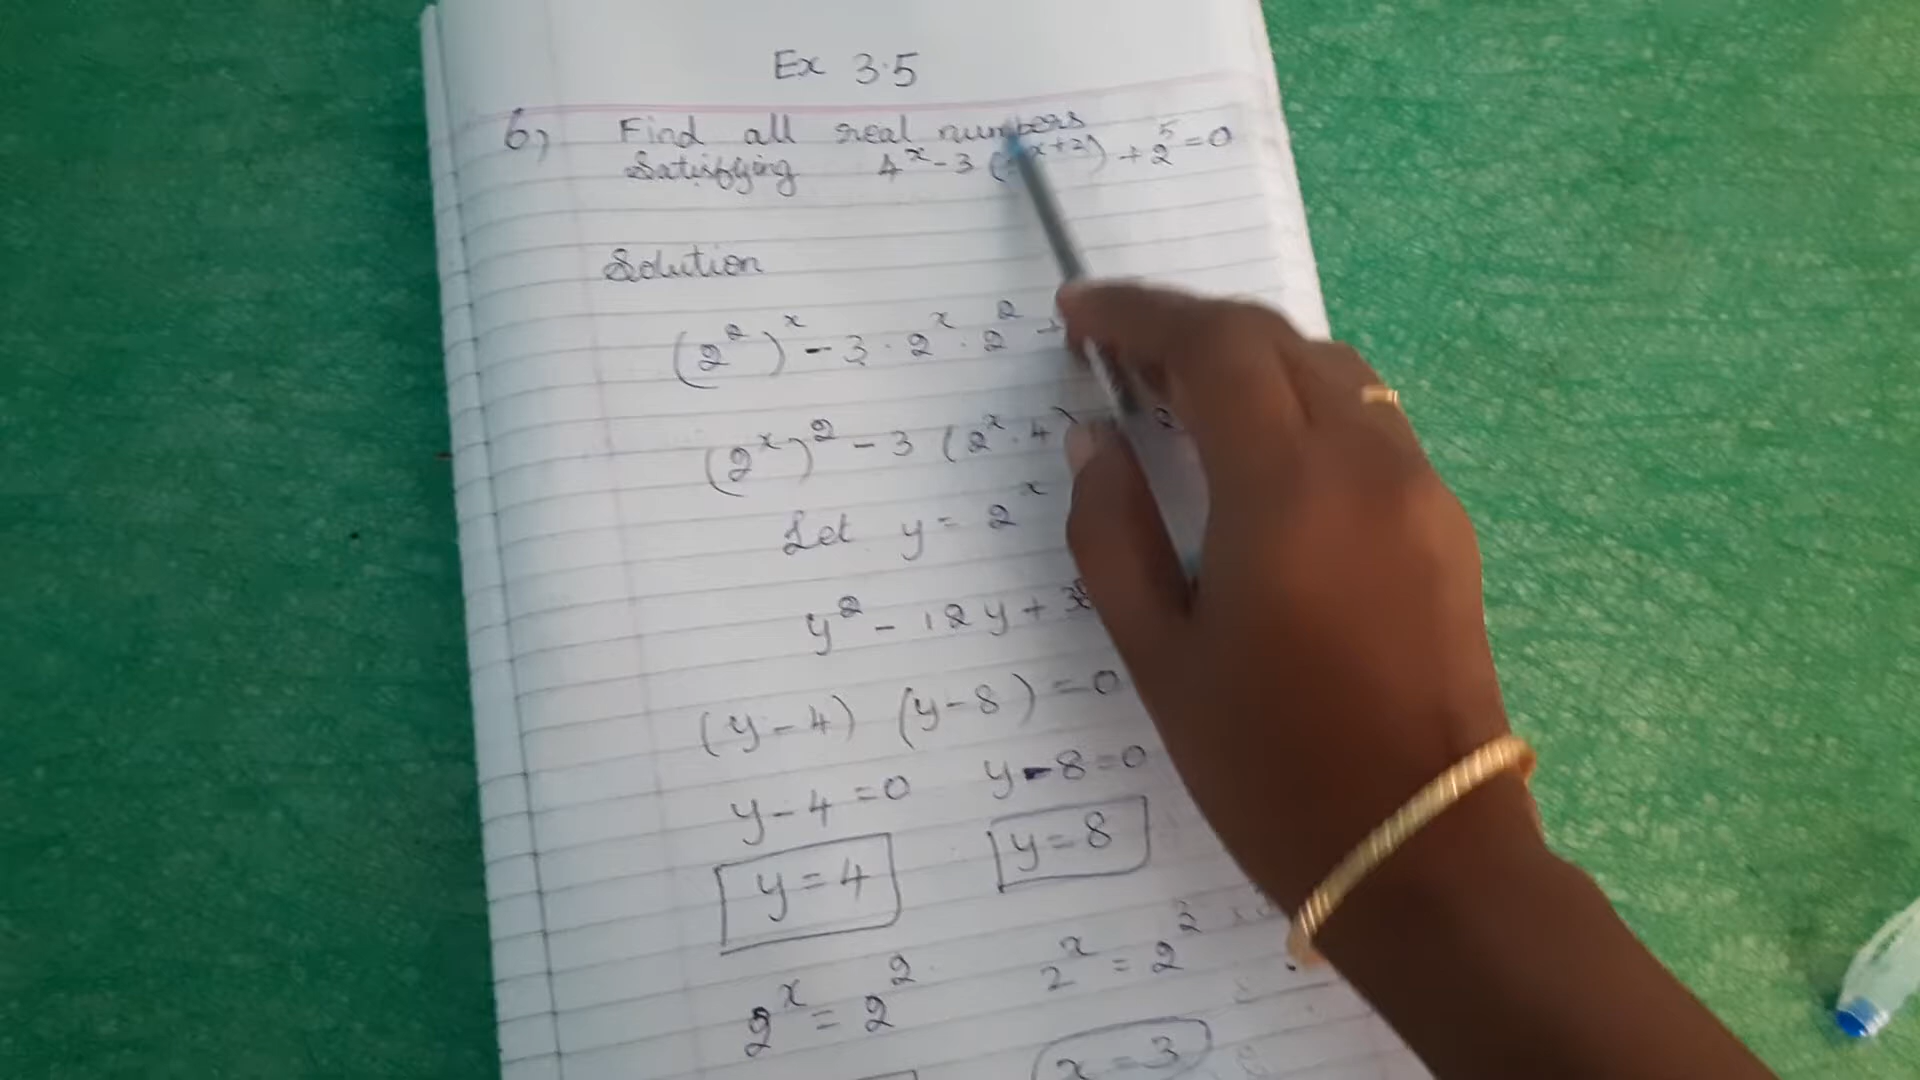 Ex 3.5
6) Find all real numbers
Satisfying 4^x - 3 ( ^x+2) + 2^5 = 0
Solution
(2^2)^x - 3 . 2^x . 2^2 +
(2^x)^2 - 3 (2^x . 4)
Let y = 2^x
y^2 - 12y +
(y - 4) (y - 8) = 0
y - 4 = 0 y - 8 = 0
y = 4 y = 8
2^x = 2^2 2^x = 2^3
x = 3